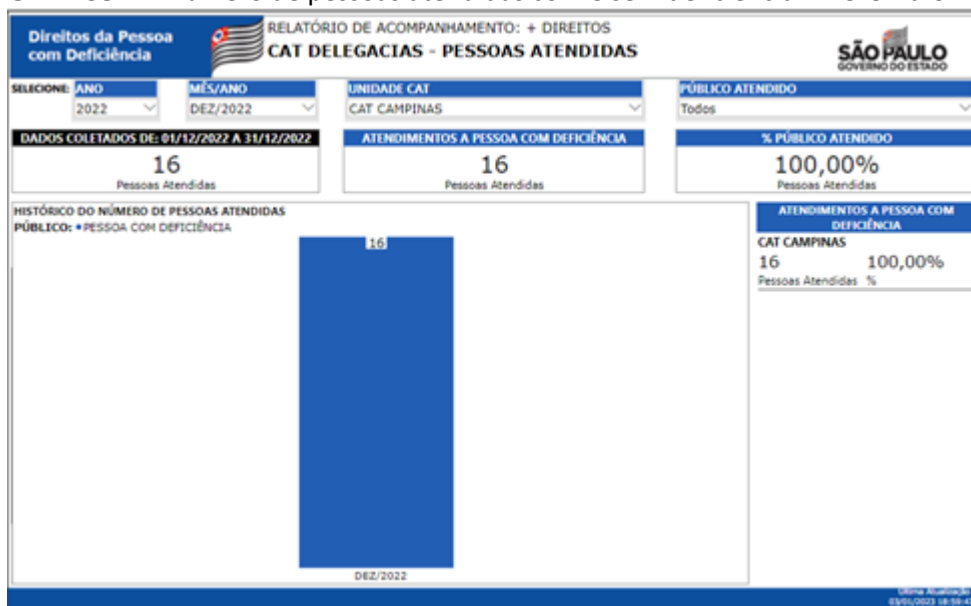 Direitos da Pessoa
com Deficiência
RELATÓRIO DE ACOMPANHAMENTO: + DIREITOS
CAT DELEGACIAS - PESSOAS ATENDIDAS
SÃO PAULO
GOVERNO DO ESTADO
SELECIONE: ANO MÊS/ANO UNIDADE CAT PÚBLICO ATENDIDO
2022 DEZ/2022 CAT CAMPINAS Todos
DADOS COLETADOS DE: 01/12/2022 A 31/12/2022 ATENDIMENTOS A PESSOA COM DEFICIÊNCIA % PÚBLICO ATENDIDO
16 16 100,00%
Pessoas Atendidas Pessoas Atendidas Pessoas Atendidas
HISTÓRICO DO NÚMERO DE PESSOAS ATENDIDAS
PÚBLICO: • PESSOA COM DEFICIÊNCIA
16
DEZ/2022
ATENDIMENTOS A PESSOA COM
DEFICIÊNCIA
CAT CAMPINAS
16 100,00%
Pessoas Atendidas %
Última Atualização